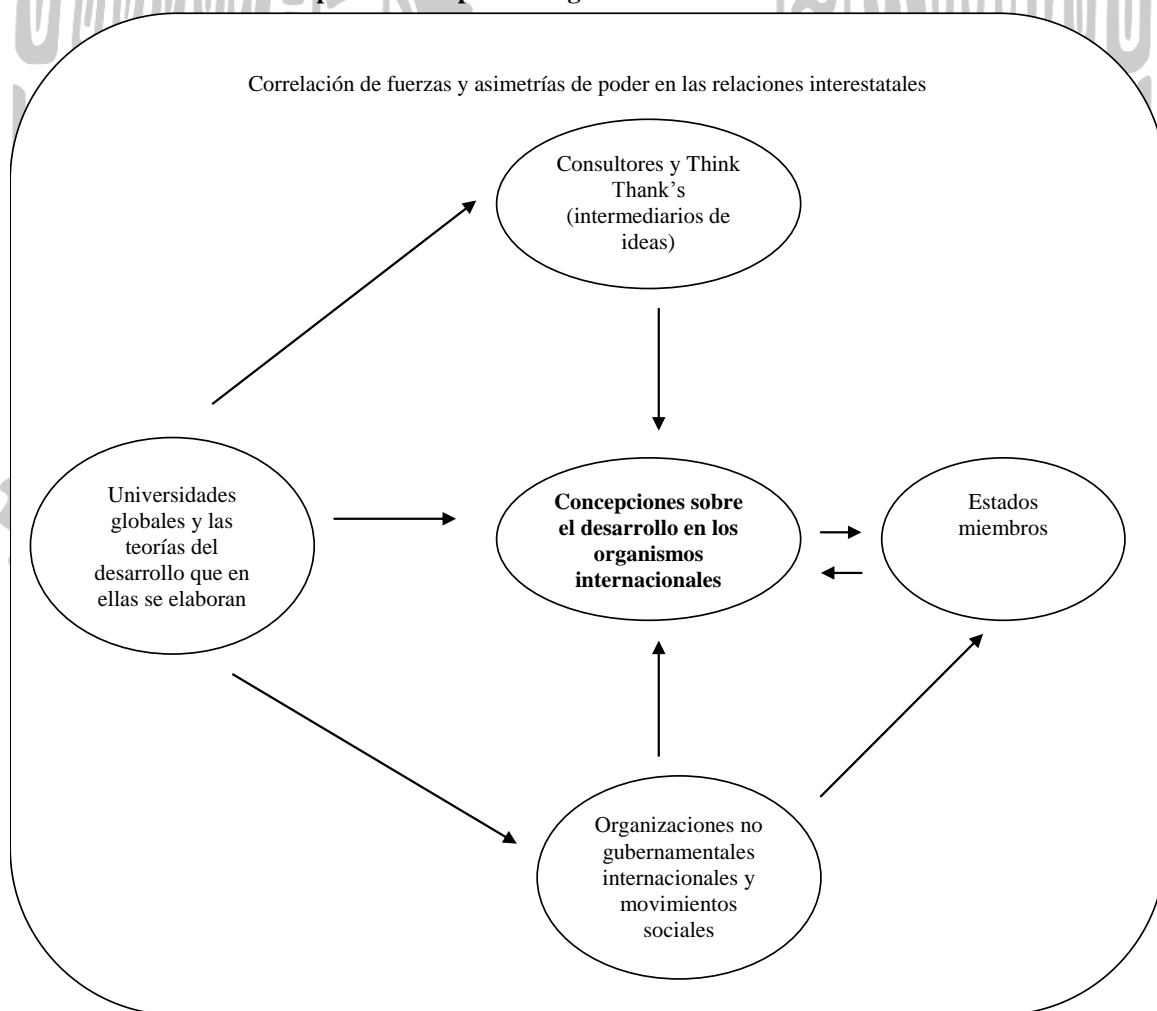 Correlación de fuerzas y asimetrías de poder en las relaciones interestatales
Consultores y Think
Thank’s
(intermediarios de
ideas)
Universidades
globales y las
teorías del
desarrollo que en
ellas se elaboran
Concepciones sobre
el desarrollo en los
organismos
internacionales
Estados
miembros
Organizaciones no
gubernamentales
internacionales y
movimientos
sociales